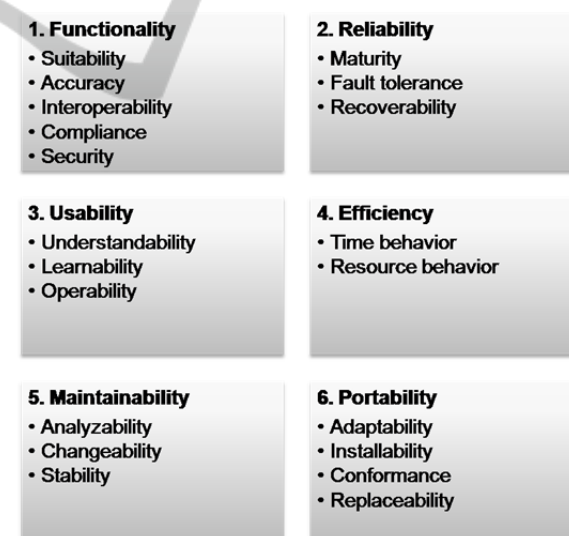 1. Functionality
• Suitability
• Accuracy
• Interoperability
• Compliance
• Security
2. Reliability
• Maturity
• Fault tolerance
• Recoverability
3. Usability
• Understandability
• Learnability
• Operability
4. Efficiency
• Time behavior
• Resource behavior
5. Maintainability
• Analyzability
• Changeability
• Stability
6. Portability
• Adaptability
• Installability
• Conformance
• Replaceability